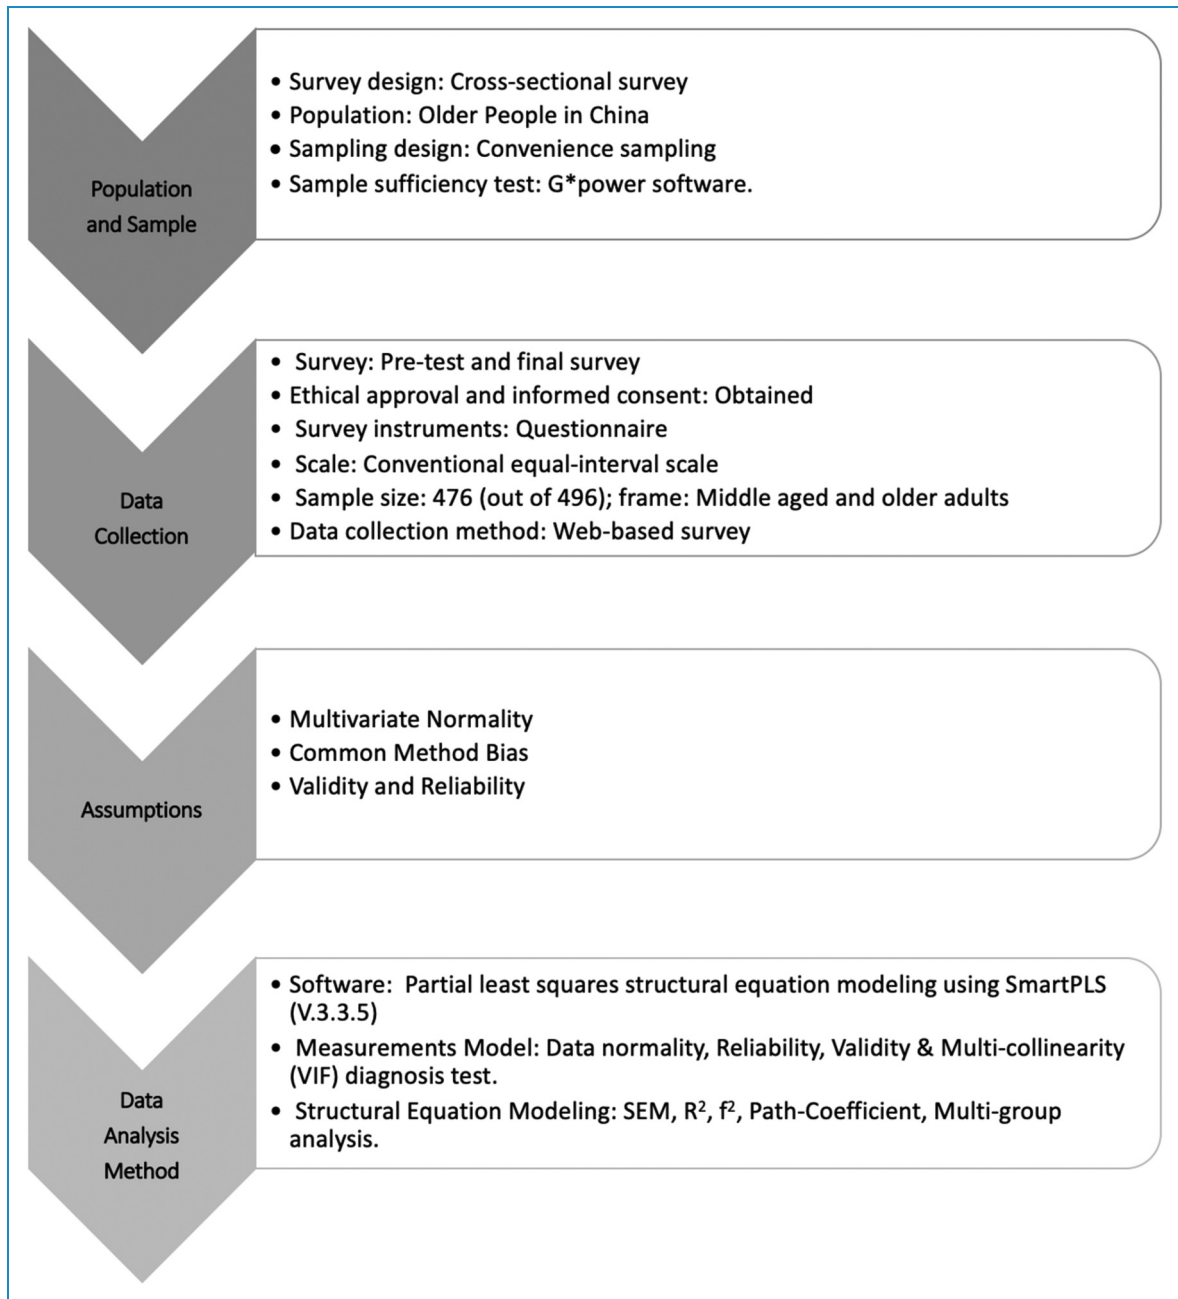 Population
and Sample
• Survey design: Cross-sectional survey
• Population: Older People in China
• Sampling design: Convenience sampling
• Sample sufficiency test: G*power software.
Data
Collection
• Survey: Pre-test and final survey
• Ethical approval and informed consent: Obtained
• Survey instruments: Questionnaire
• Scale: Conventional equal-interval scale
• Sample size: 476 (out of 496); frame: Middle aged and older adults
• Data collection method: Web-based survey
Assumptions
• Multivariate Normality
• Common Method Bias
• Validity and Reliability
Data
Analysis
Method
• Software: Partial least squares structural equation modeling using SmartPLS
(V.3.3.5)
• Measurements Model: Data normality, Reliability, Validity & Multi-collinearity
(VIF) diagnosis test.
• Structural Equation Modeling: SEM, R², f², Path-Coefficient, Multi-group
analysis.